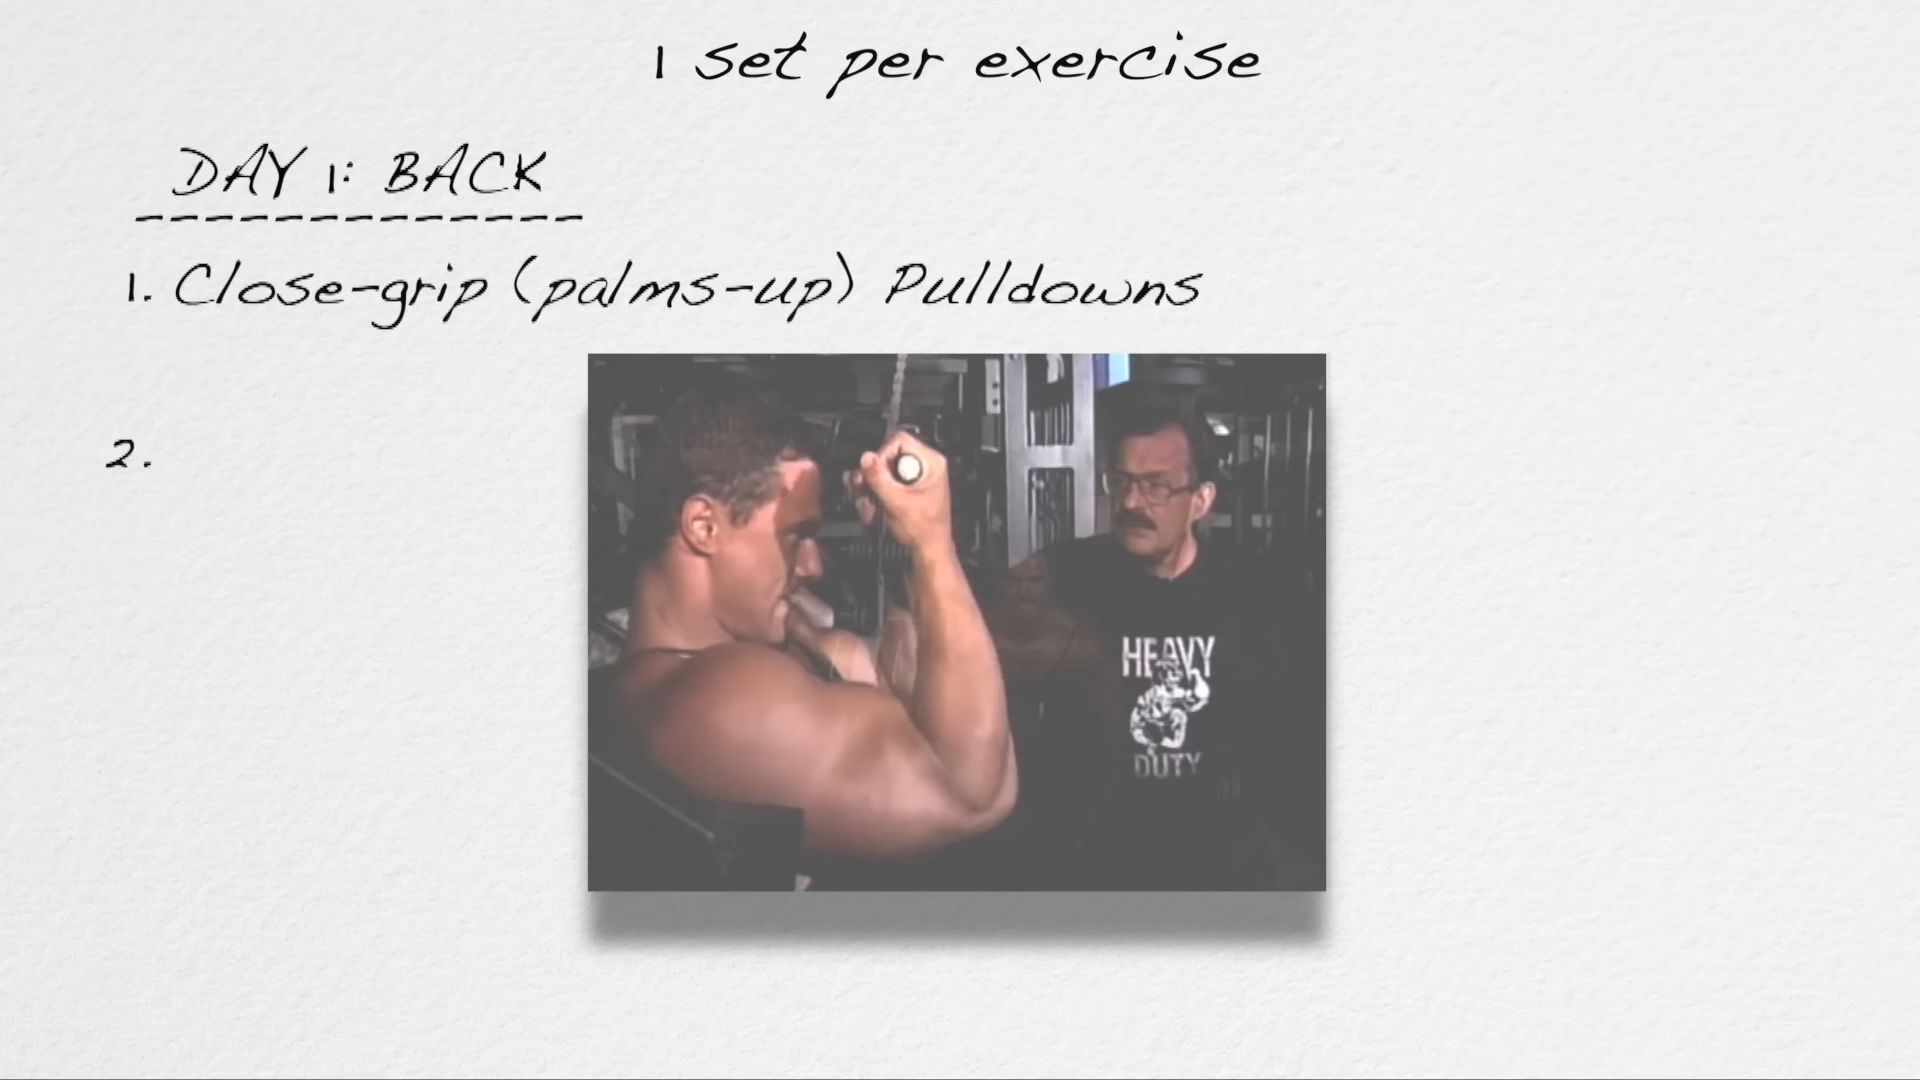 1 set per exercise
DAY 1: BACK
-------------
1. Close-grip (palms-up) Pulldowns
2.
HEAVY
DUTY